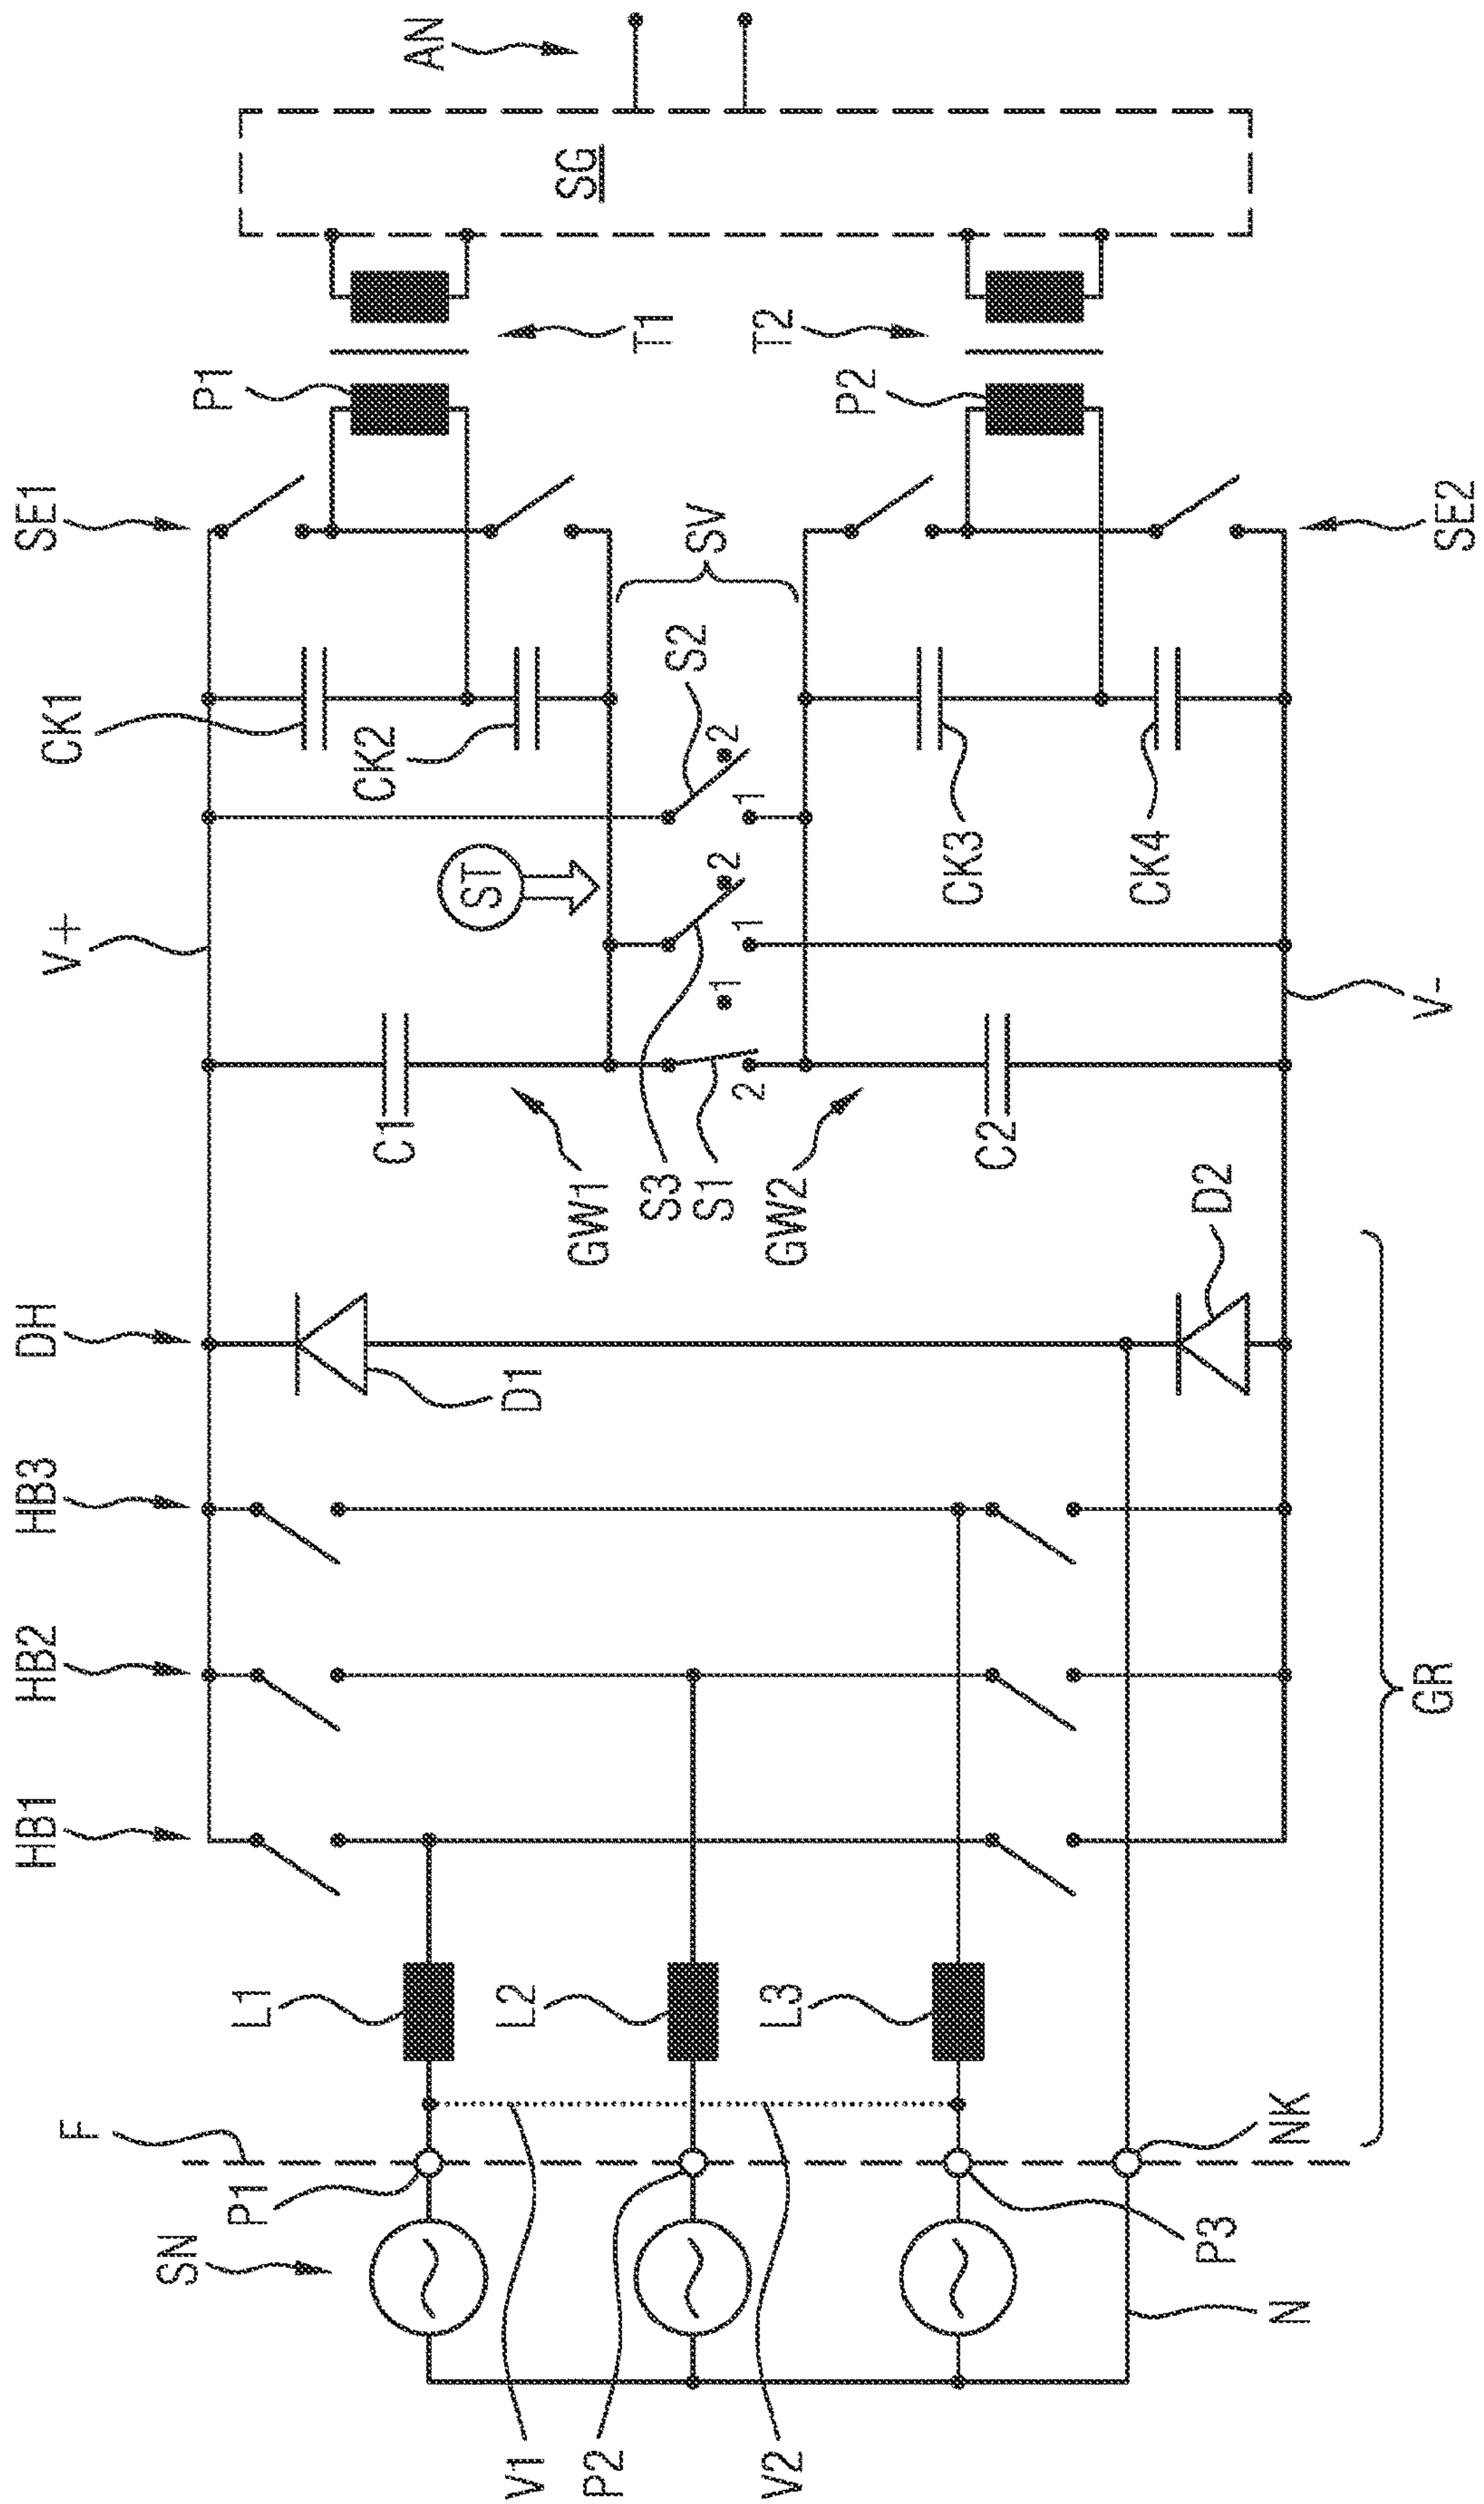 HB1
HB2
HB3
DH
V+
CK1
SE1
F
L1
P1
AN
SN
P1
C1
CK2
ST
L2
D1
GW1
SG
V1
S3
S1
S2
SV
T1
P2
1
2
2
1
2
1
V2
L3
GW2
T2
P2
C2
CK3
P3
D2
CK4
N
NK
GR
V-
SE2